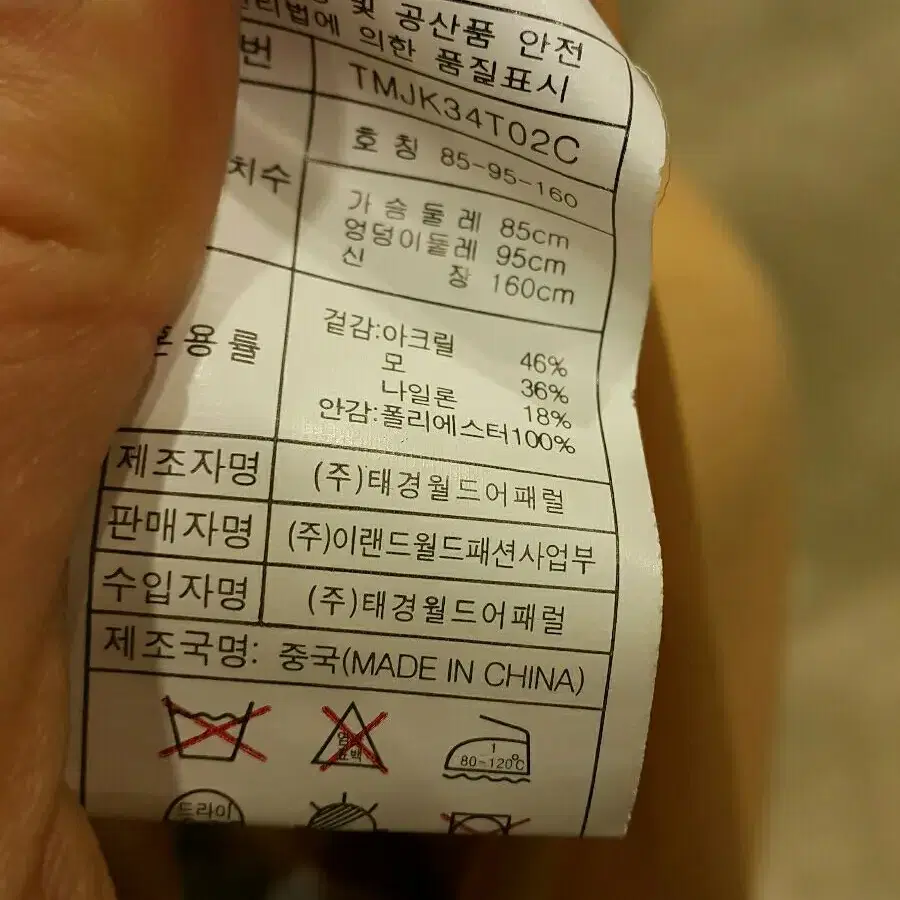 및 공산품 안전
리법에 의한 품질표시
번 TMJK34T02C
치수 호 칭 85-95-160
가 슴 둘 레 85cm
엉덩이둘레 95cm
신 장 160cm
용률 겉감:아크릴 46%
모 36%
나일론 18%
안감:폴리에스터100%
제조자명 (주)태경월드어패럴
판매자명 (주)이랜드월드패션사업부
수입자명 (주)태경월드어패럴
제조국명: 중국(MADE IN CHINA)
염소
표백
1
80-120℃
드라이